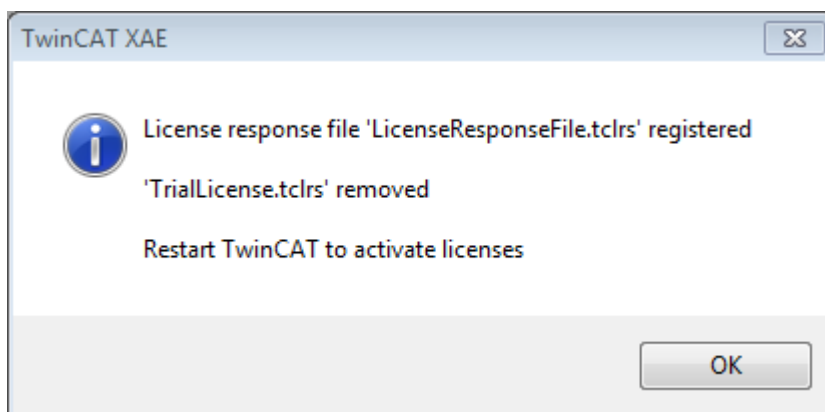 TwinCAT XAE
License response file 'LicenseResponseFile.tclrs' registered
'TrialLicense.tclrs' removed
Restart TwinCAT to activate licenses
OK